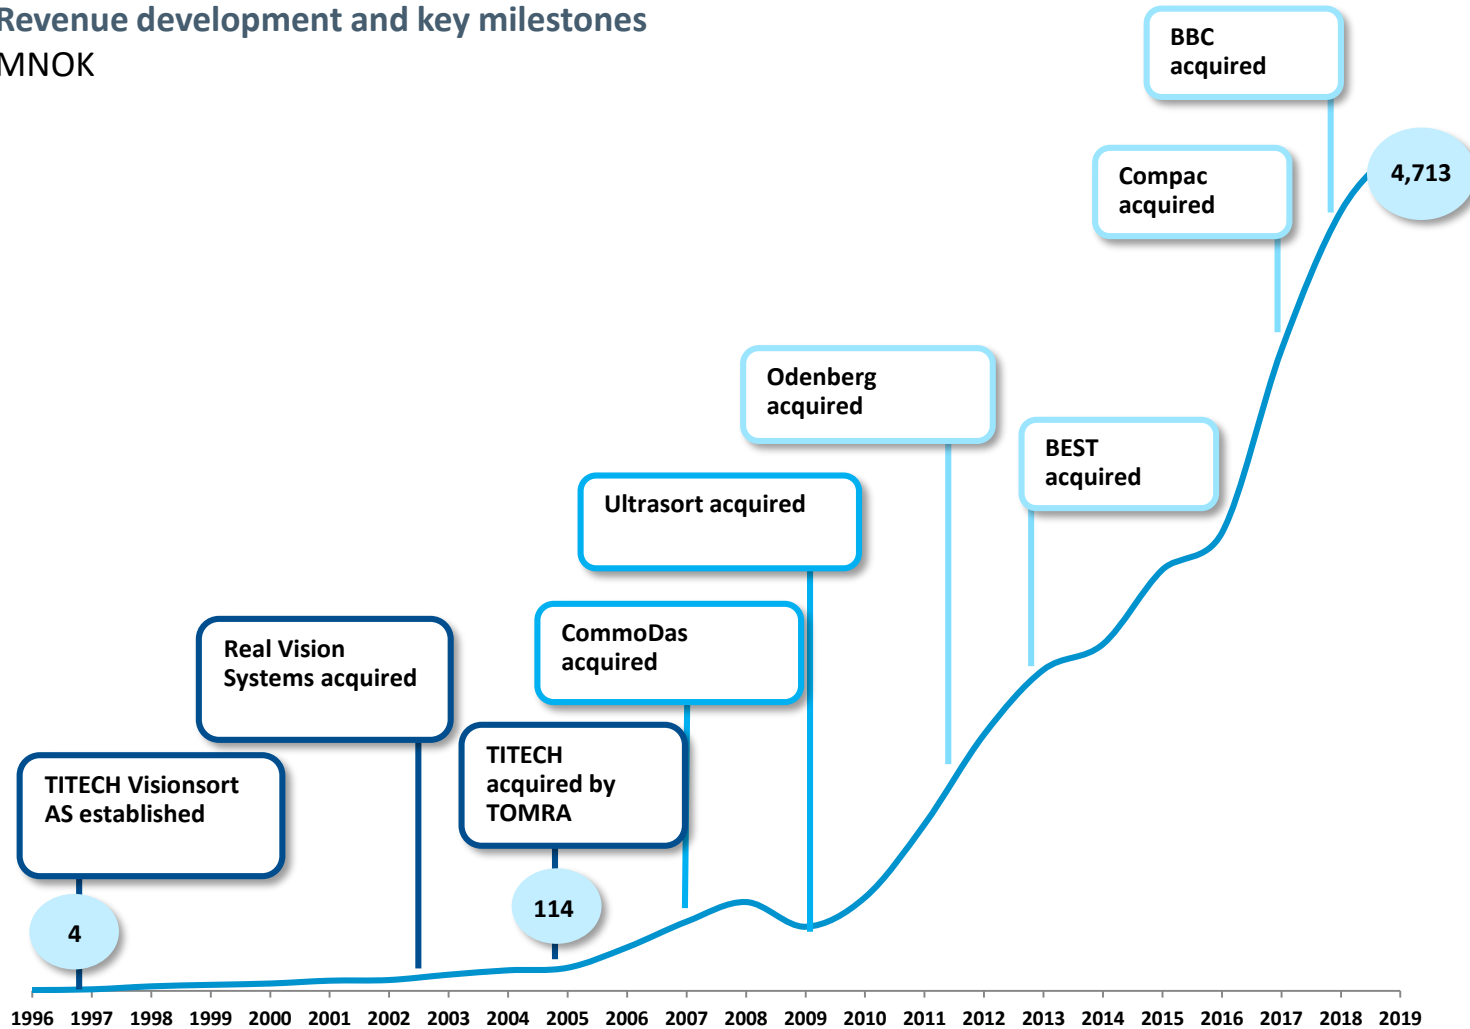 Revenue development and key milestones
MNOK
BBC
acquired
4,713
Compac
acquired
Odenberg
acquired
BEST
acquired
Ultrasort acquired
CommoDas
acquired
Real Vision
Systems acquired
TITECH
acquired by
TOMRA
TITECH Visionsort
AS established
4
114
1996 1997 1998 1999 2000 2001 2002 2003 2004 2005 2006 2007 2008 2009 2010 2011 2012 2013 2014 2015 2016 2017 2018 2019